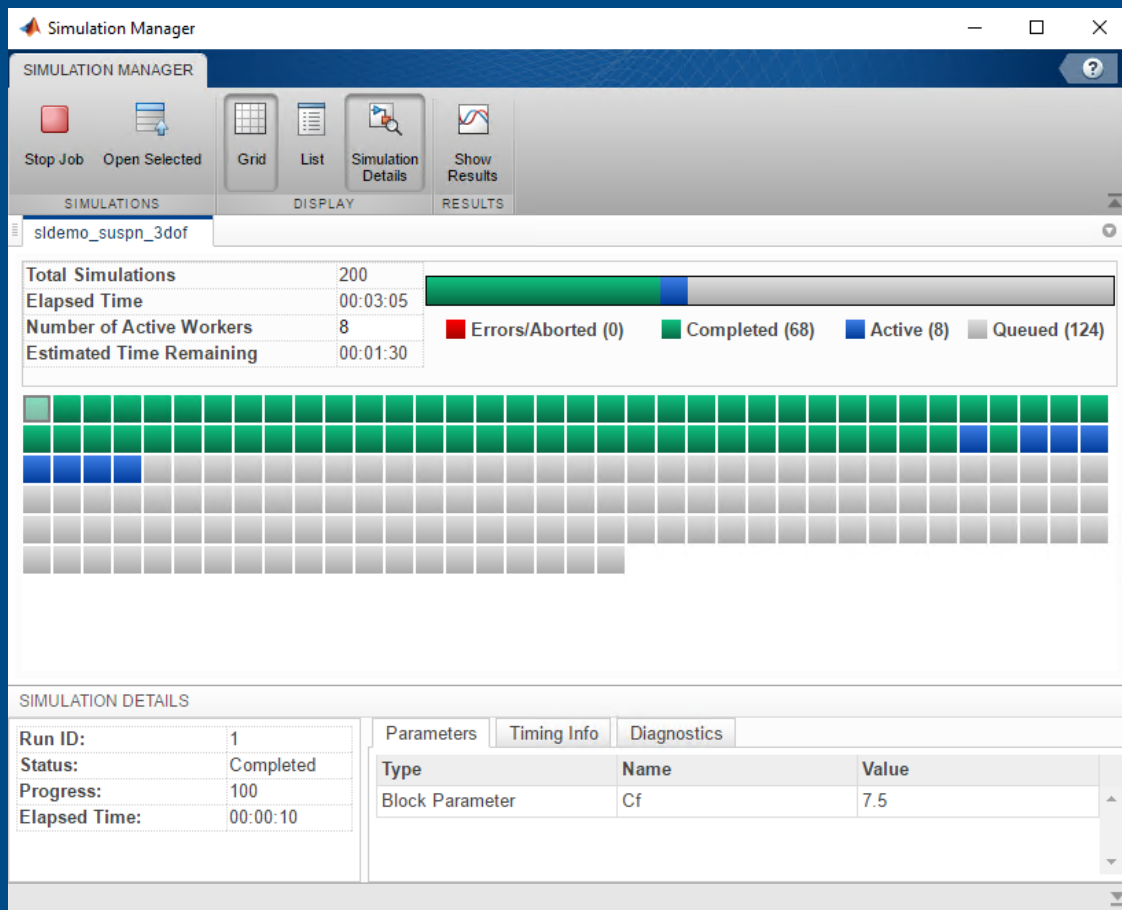 Simulation Manager
SIMULATION MANAGER
?
Stop Job
Open Selected
Grid
List
Simulation
Details
Show
Results
SIMULATIONS
DISPLAY
RESULTS
sldemo_suspn_3dof
Total Simulations 200
Elapsed Time 00:03:05
Number of Active Workers 8
Estimated Time Remaining 00:01:30
Errors/Aborted (0) Completed (68) Active (8) Queued (124)
SIMULATION DETAILS
Run ID: 1
Status: Completed
Progress: 100
Elapsed Time: 00:00:10
Parameters Timing Info Diagnostics
Type Name Value
Block Parameter Cf 7.5